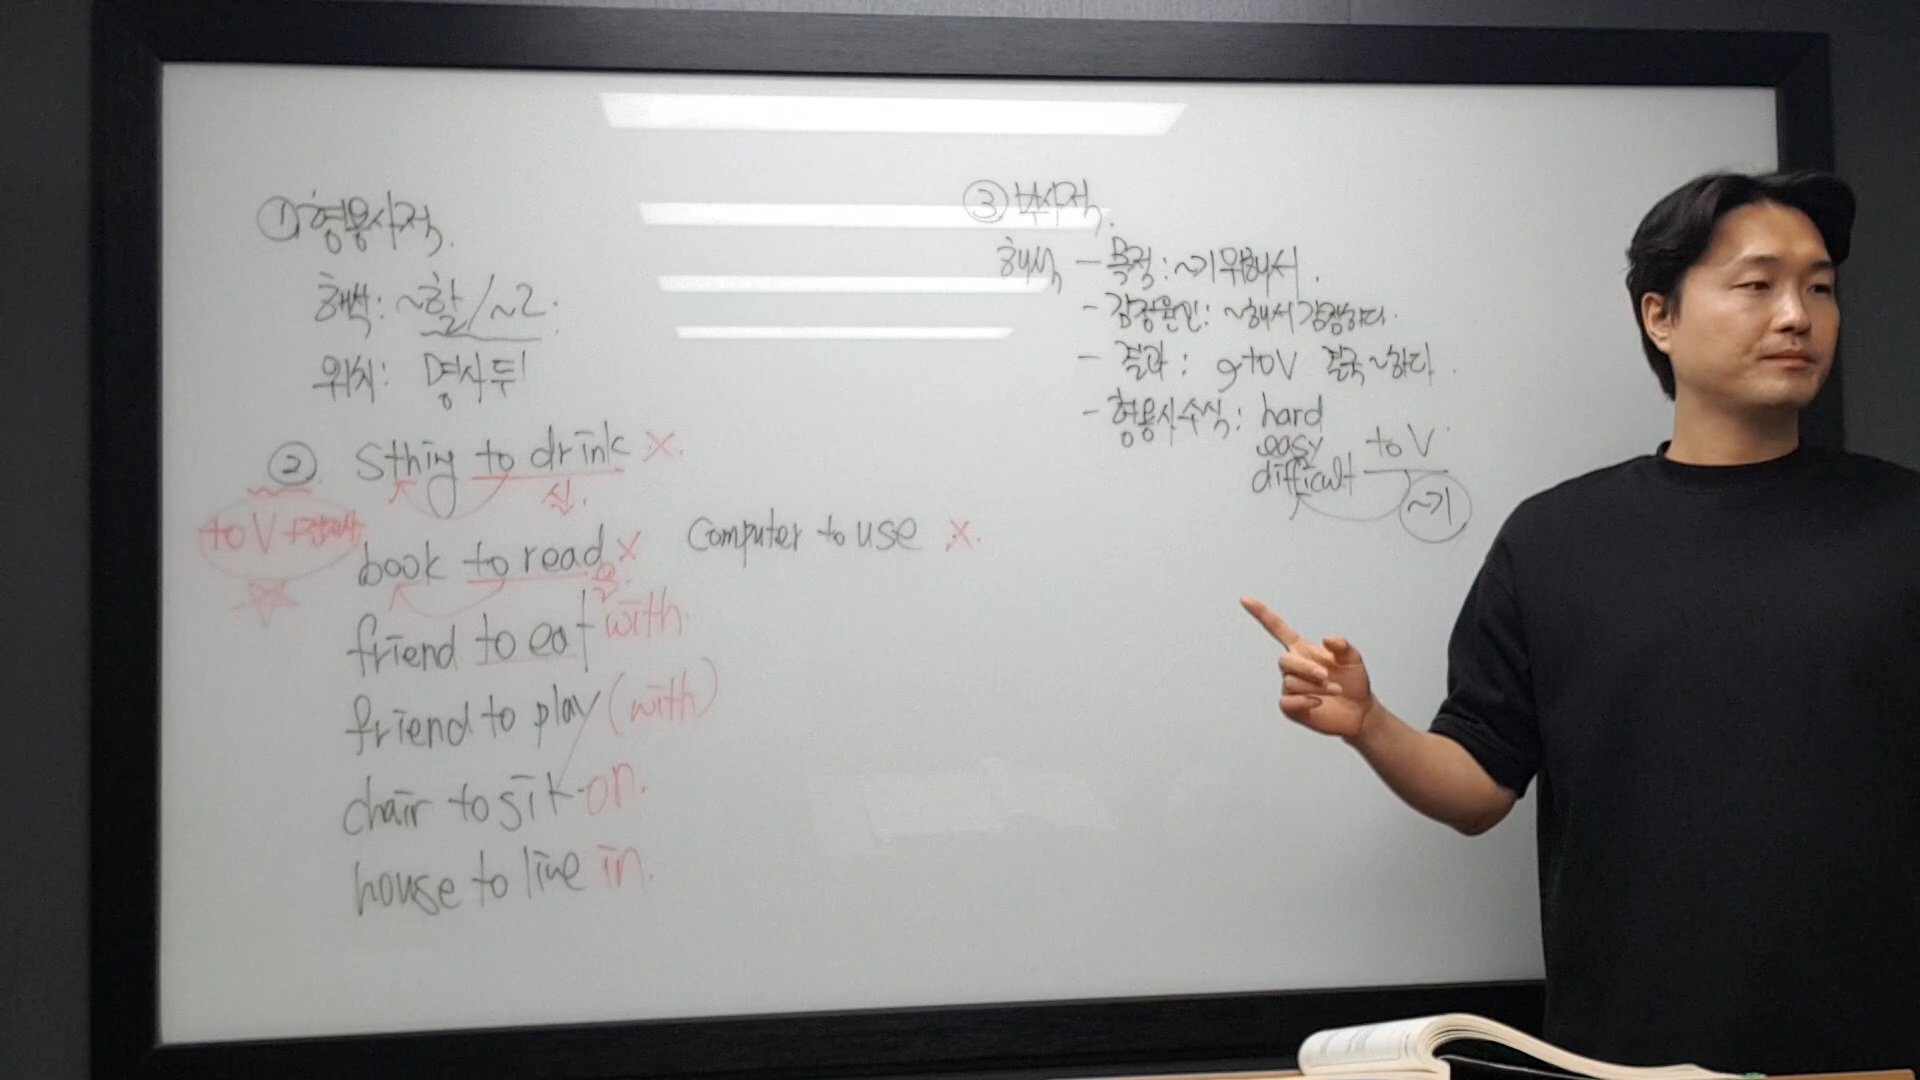 ① 형용사적.
해석: ~할/~ㄹ.
위치: 명사 뒤
② sthing to drink X.
to V + 전치사
book to read X
computer to use X.
friend to eat with.
friend to play (with)
chair to sit on.
house to live in.
③ 부사적.
해석 - 목적: ~기 위해서.
- 감정원인: ~해서 감정하다.
- 결과: to V 결국 ~하다.
- 형용사수식: hard
easy
difficult to V
~기